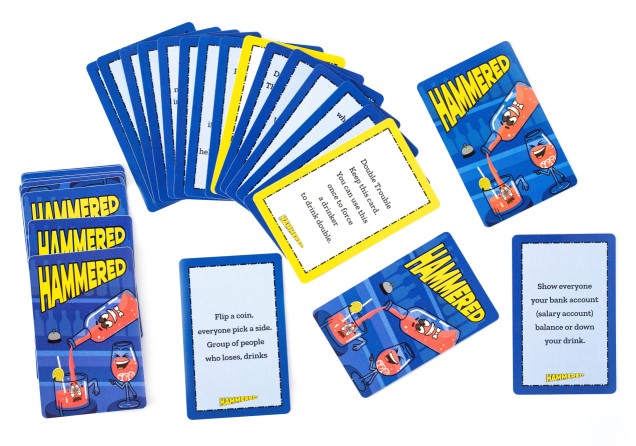 HAMMERED
Double Trouble
Keep this card.
You can use this
once to force
a drinker
to drink double.
HAMMERED
HAMMERED
HAMMERED
HAMMERED
Flip a coin,
everyone pick a side.
Group of people
who loses, drinks
HAMMERED
HAMMERED
Show everyone
your bank account
(salary account)
balance or down
your drink.
HAMMERED